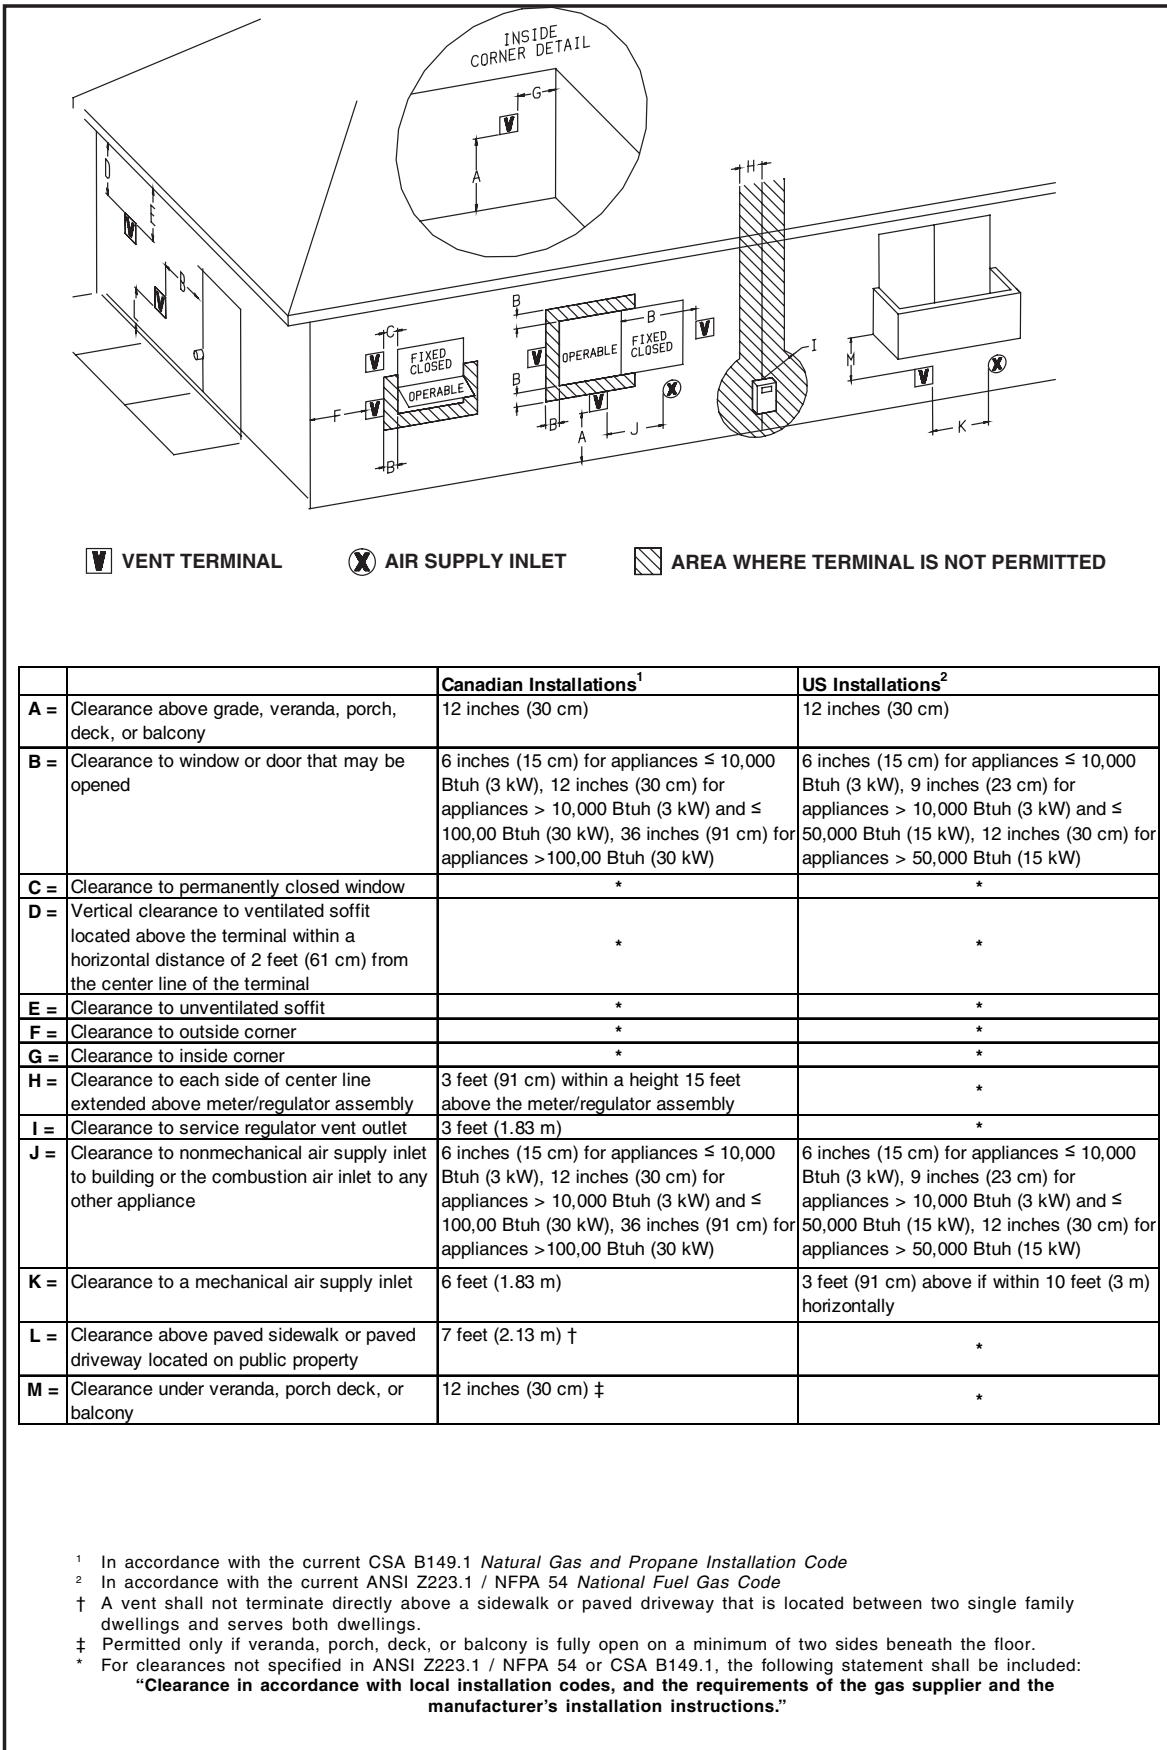 INSIDE
CORNER DETAIL
G
V
A
H
D
E
V
B
V
L
C
V
FIXED
CLOSED
OPERABLE
F
V
B
B
B
V
OPERABLE
FIXED
CLOSED
V
B
X
B
V
A
J
I
M
V
X
K
V VENT TERMINAL
X AIR SUPPLY INLET
AREA WHERE TERMINAL IS NOT PERMITTED
Canadian Installations1
US Installations2
A =
Clearance above grade, veranda, porch,
deck, or balcony
12 inches (30 cm)
12 inches (30 cm)
B =
Clearance to window or door that may be
opened
6 inches (15 cm) for appliances ≤ 10,000
Btuh (3 kW), 12 inches (30 cm) for
appliances > 10,000 Btuh (3 kW) and ≤
100,00 Btuh (30 kW), 36 inches (91 cm) for
appliances >100,00 Btuh (30 kW)
6 inches (15 cm) for appliances ≤ 10,000
Btuh (3 kW), 9 inches (23 cm) for
appliances > 10,000 Btuh (3 kW) and ≤
50,000 Btuh (15 kW), 12 inches (30 cm) for
appliances > 50,000 Btuh (15 kW)
C =
Clearance to permanently closed window
*
*
D =
Vertical clearance to ventilated soffit
located above the terminal within a
horizontal distance of 2 feet (61 cm) from
the center line of the terminal
*
*
E =
Clearance to unventilated soffit
*
*
F =
Clearance to outside corner
*
*
G =
Clearance to inside corner
*
*
H =
Clearance to each side of center line
extended above meter/regulator assembly
3 feet (91 cm) within a height 15 feet
above the meter/regulator assembly
*
I =
Clearance to service regulator vent outlet
3 feet (1.83 m)
*
J =
Clearance to nonmechanical air supply inlet
to building or the combustion air inlet to any
other appliance
6 inches (15 cm) for appliances ≤ 10,000
Btuh (3 kW), 12 inches (30 cm) for
appliances > 10,000 Btuh (3 kW) and ≤
100,00 Btuh (30 kW), 36 inches (91 cm) for
appliances >100,00 Btuh (30 kW)
6 inches (15 cm) for appliances ≤ 10,000
Btuh (3 kW), 9 inches (23 cm) for
appliances > 10,000 Btuh (3 kW) and ≤
50,000 Btuh (15 kW), 12 inches (30 cm) for
appliances > 50,000 Btuh (15 kW)
K =
Clearance to a mechanical air supply inlet
6 feet (1.83 m)
3 feet (91 cm) above if within 10 feet (3 m)
horizontally
L =
Clearance above paved sidewalk or paved
driveway located on public property
7 feet (2.13 m) †
*
M =
Clearance under veranda, porch deck, or
balcony
12 inches (30 cm) ‡
*
1 In accordance with the current CSA B149.1 Natural Gas and Propane Installation Code
2 In accordance with the current ANSI Z223.1 / NFPA 54 National Fuel Gas Code
† A vent shall not terminate directly above a sidewalk or paved driveway that is located between two single family
dwellings and serves both dwellings.
‡ Permitted only if veranda, porch, deck, or balcony is fully open on a minimum of two sides beneath the floor.
* For clearances not specified in ANSI Z223.1 / NFPA 54 or CSA B149.1, the following statement shall be included:
“Clearance in accordance with local installation codes, and the requirements of the gas supplier and the
manufacturer’s installation instructions.”